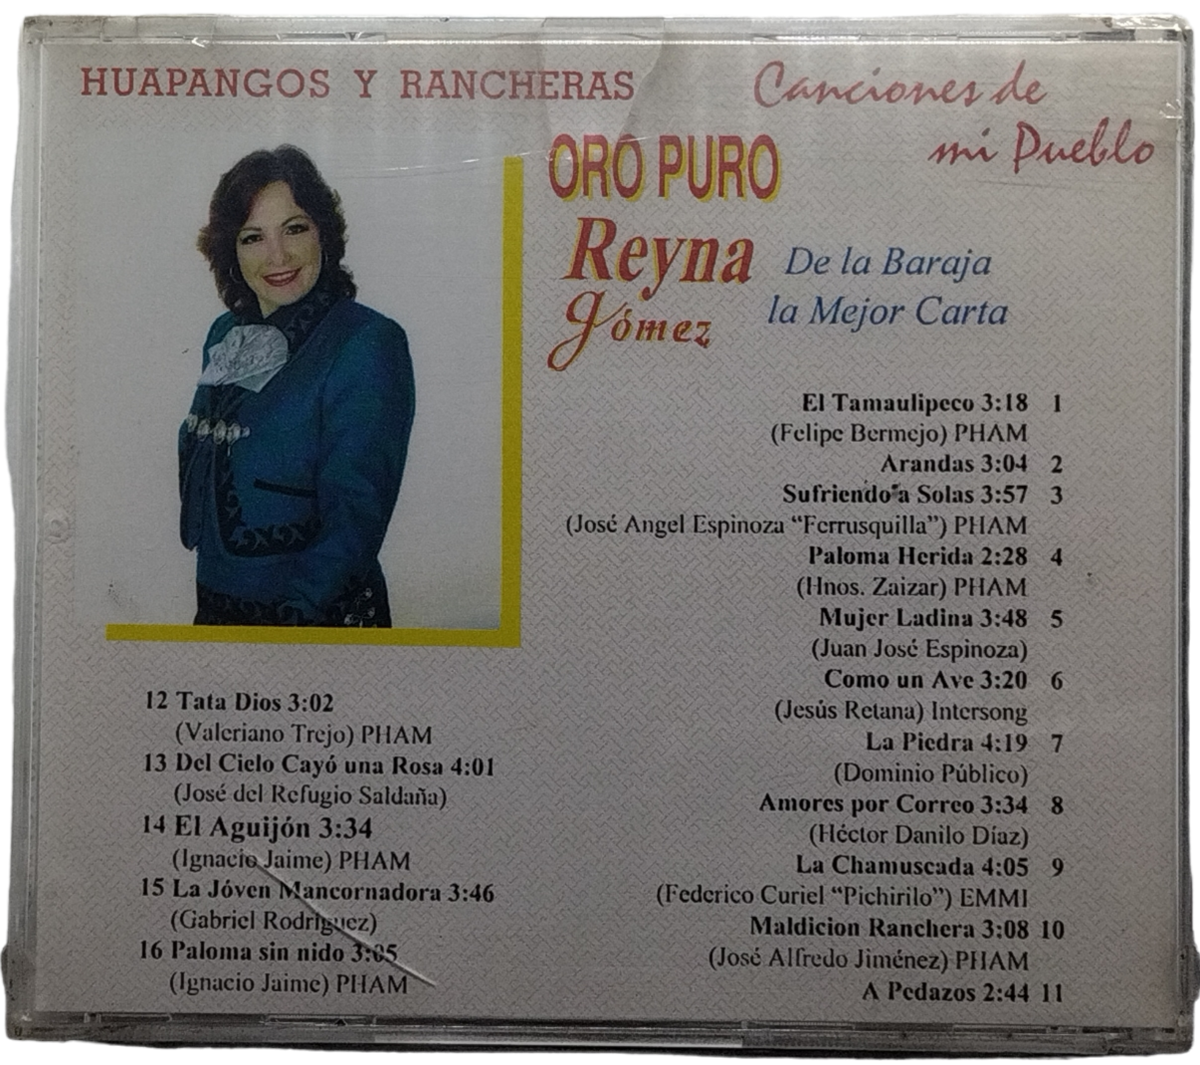 HUAPANGOS Y RANCHERAS
Canciones de
mi Pueblo
ORO PURO
Reyna
Gómez
De la Baraja
la Mejor Carta
El Tamaulipeco 3:18 1
(Felipe Bermejo) PHAM
Arandas 3:04 2
Sufriendo a Solas 3:57 3
(José Angel Espinoza “Ferrusquilla”) PHAM
Paloma Herida 2:28 4
(Hnos. Zaizar) PHAM
Mujer Ladina 3:48 5
(Juan José Espinoza)
Como un Ave 3:20 6
(Jesús Retana) Intersong
La Piedra 4:19 7
(Dominio Público)
Amores por Correo 3:34 8
(Héctor Danilo Díaz)
La Chamuscada 4:05 9
(Federico Curiel “Pichirilo”) EMMI
Maldicion Ranchera 3:08 10
(José Alfredo Jiménez) PHAM
A Pedazos 2:44 11
12 Tata Dios 3:02
(Valeriano Trejo) PHAM
13 Del Cielo Cayó una Rosa 4:01
(José del Refugio Saldaña)
14 El Aguijón 3:34
(Ignacio Jaime) PHAM
15 La Jóven Mancornadora 3:46
(Gabriel Rodríguez)
16 Paloma sin nido 3:05
(Ignacio Jaime) PHAM